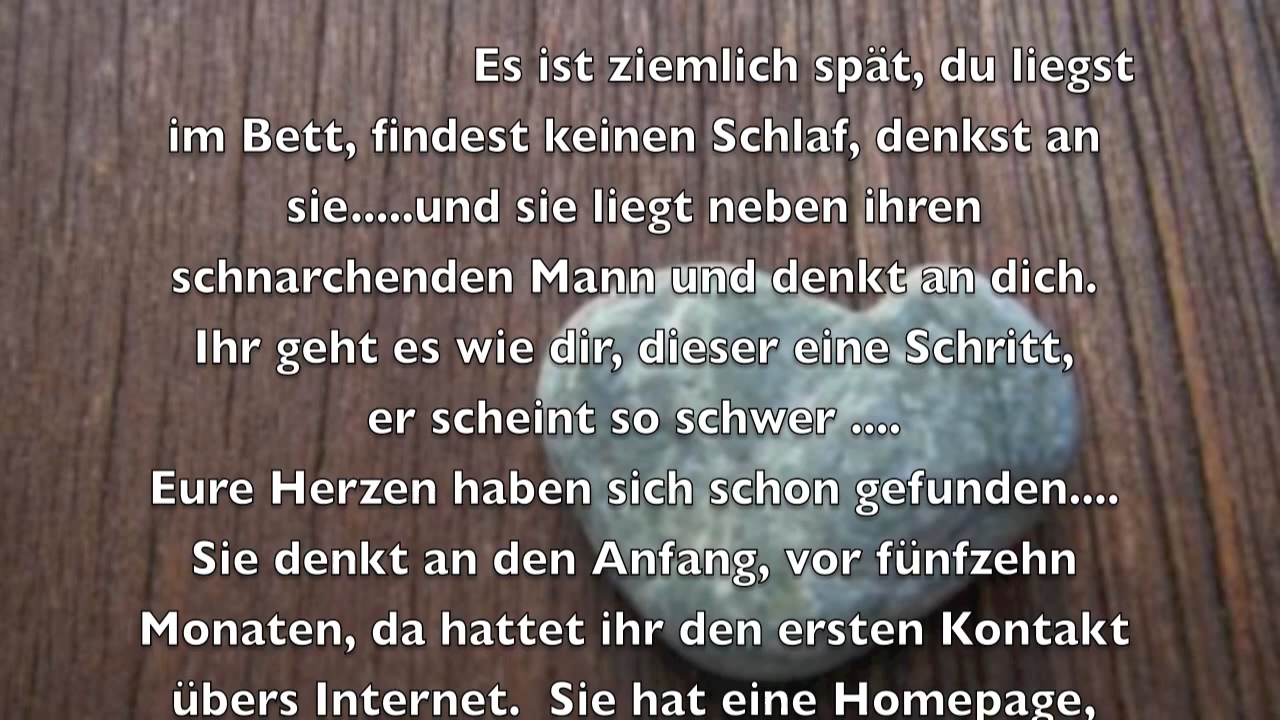 Es ist ziemlich spät, du liegst
im Bett, findest keinen Schlaf, denkst an
sie.....und sie liegt neben ihren
schnarchenden Mann und denkt an dich.
Ihr geht es wie dir, dieser eine Schritt,
er scheint so schwer ....
Eure Herzen haben sich schon gefunden....
Sie denkt an den Anfang, vor fünfzehn
Monaten, da hattet ihr den ersten Kontakt
übers Internet.  Sie hat eine Homepage,